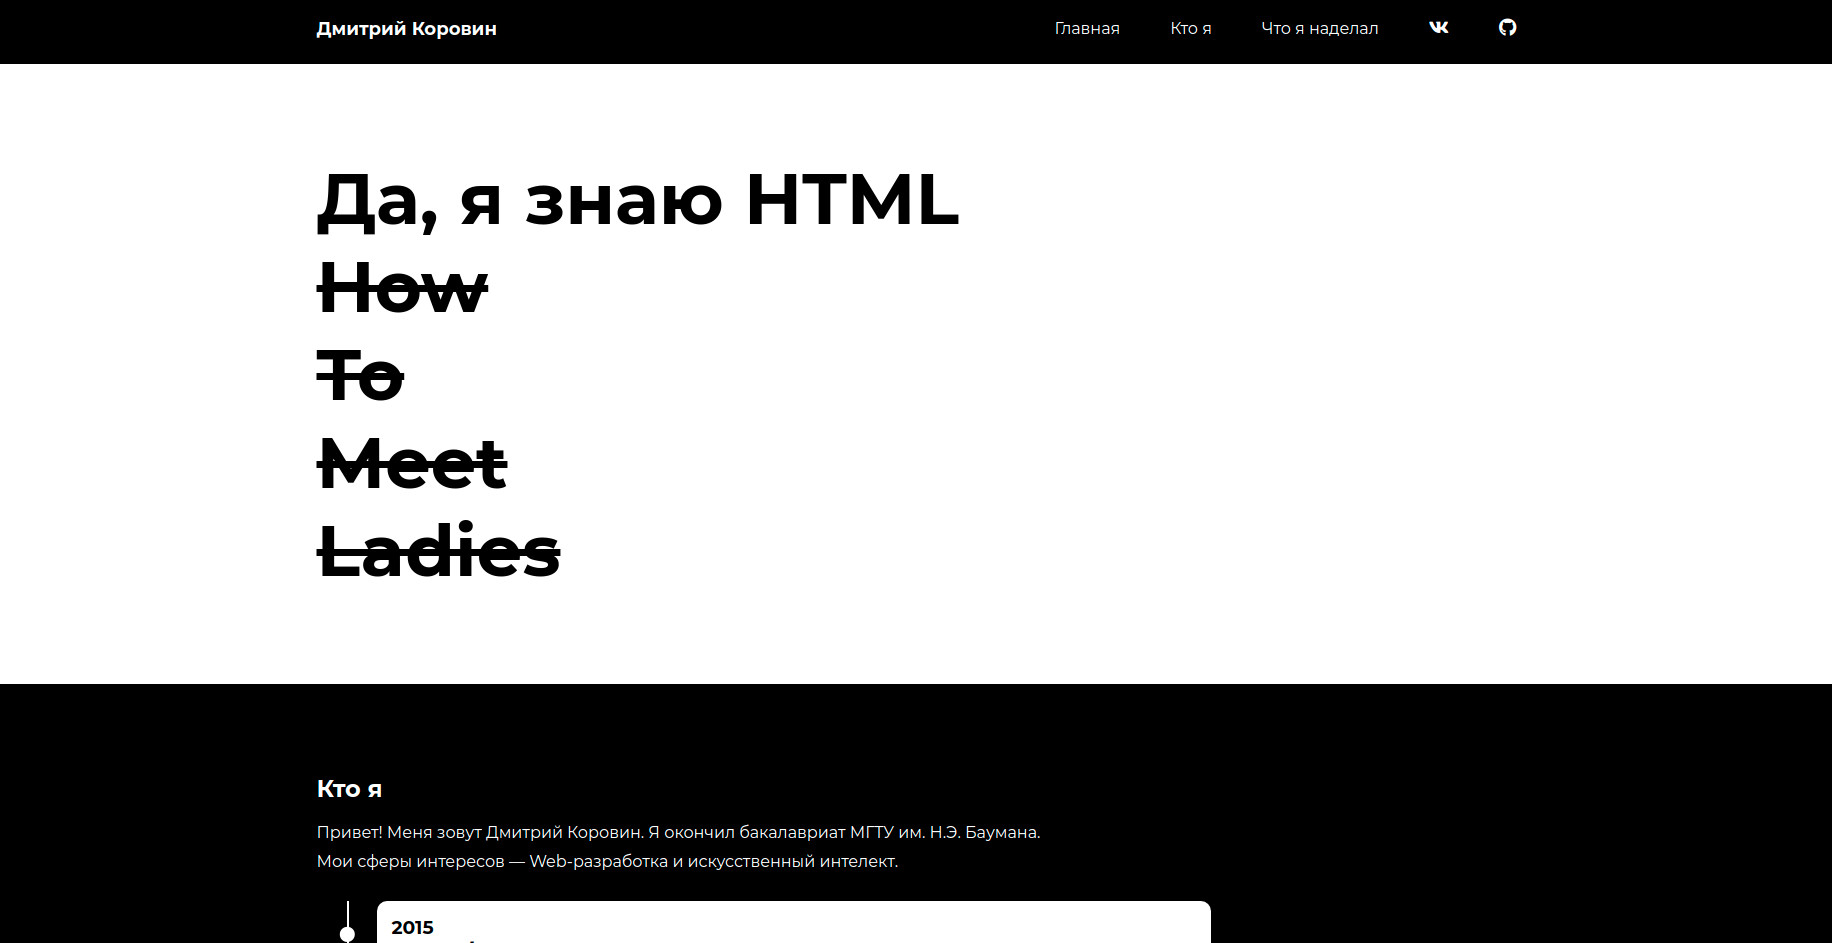 Дмитрий Коровин
Главная Кто я Что я наделал
Да, я знаю HTML
How
To
Meet
Ladies
Кто я
Привет! Меня зовут Дмитрий Коровин. Я окончил бакалавриат МГТУ им. Н.Э. Баумана.
Мои сферы интересов — Web-разработка и искусственный интелект.
2015